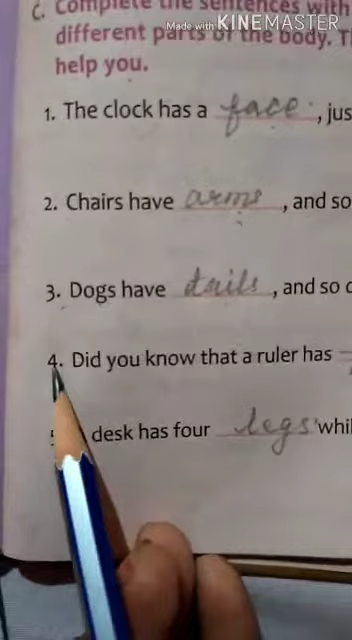 C. Complete the sentences with
Made with KINEMASTER
different parts of the body. T
help you.
1. The clock has a face, jus
2. Chairs have arms, and so
3. Dogs have tails, and so
4. Did you know that a ruler has
desk has four legs whil